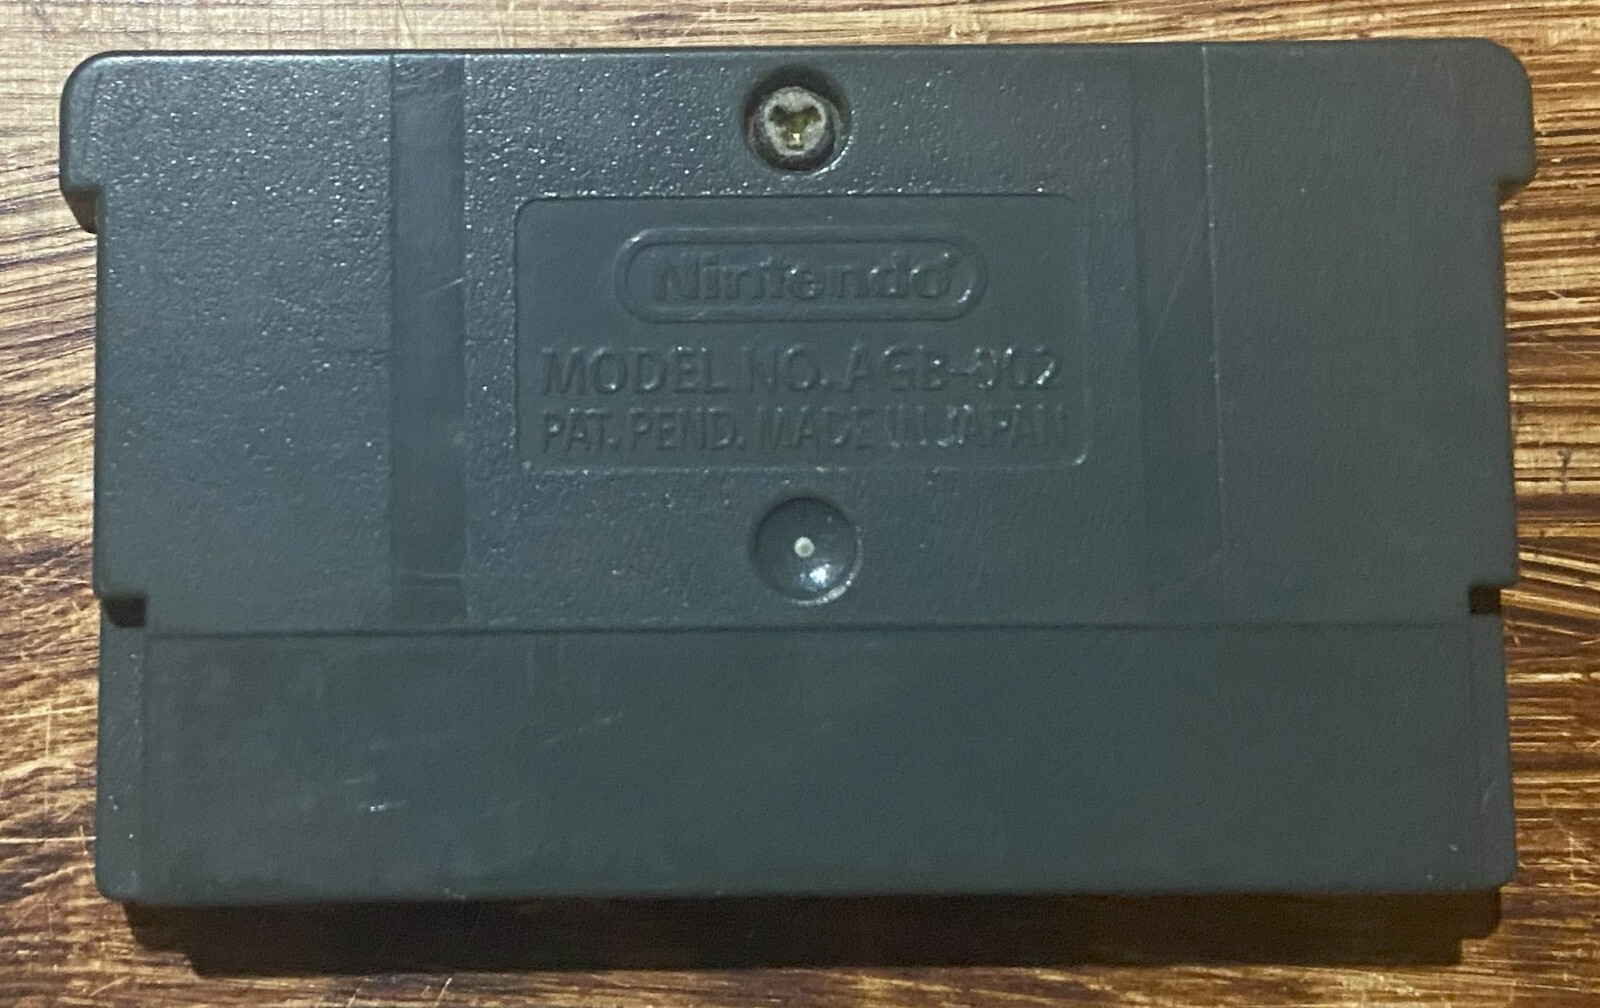 Nintendo
MODEL NO. AGB-002
PAT. PEND. MADE IN JAPAN